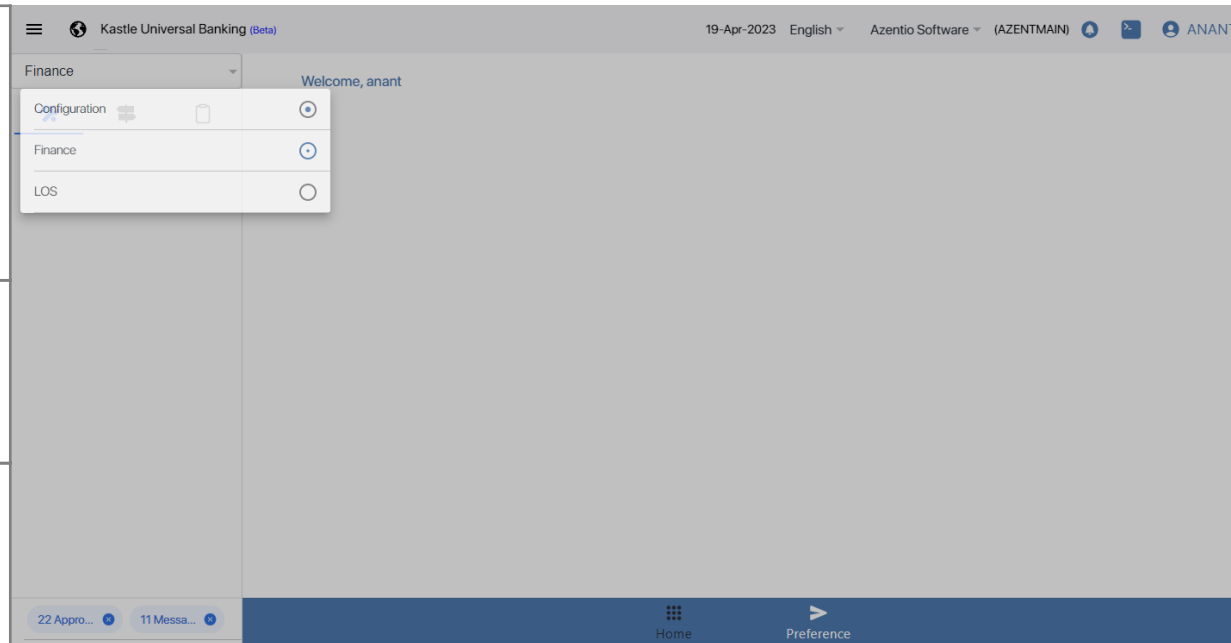 Kastle Universal Banking (Beta)
19-Apr-2023 English Azentio Software (AZENTMAIN) ANANT
Finance
Welcome, anant
Configuration
Finance
LOS
22 Appro... 11 Messa...
Home Preference